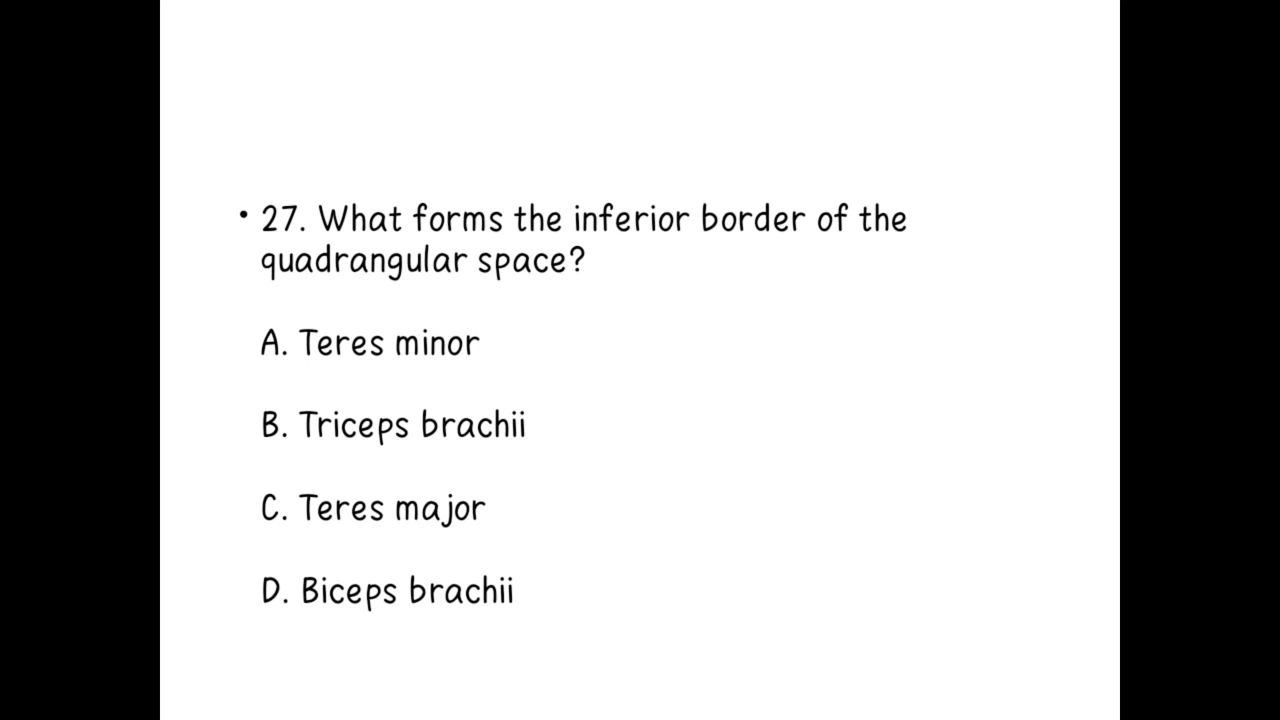 • 27. What forms the inferior border of the
quadrangular space?
A. Teres minor
B. Triceps brachii
C. Teres major
D. Biceps brachii